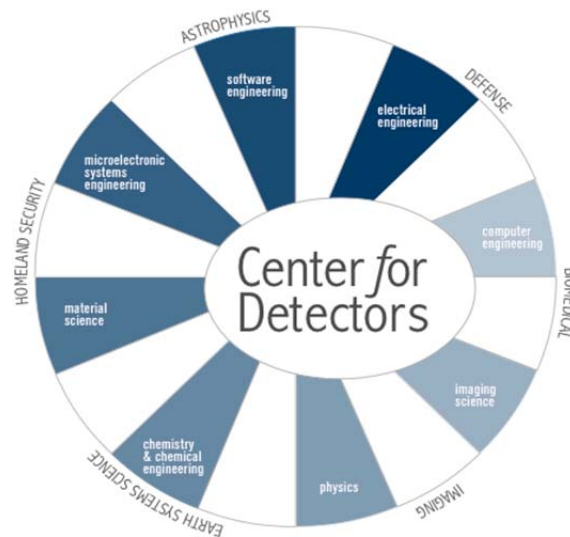 ASTROPHYSICS
DEFENSE
software
engineering
electrical
engineering
microelectronic
systems
engineering
computer
engineering
HOMELAND SECURITY
Center for
Detectors
BIOMEDICAL
material
science
imaging
science
chemistry
& chemical
engineering
physics
IMAGING
EARTH SYSTEMS SCIENCE